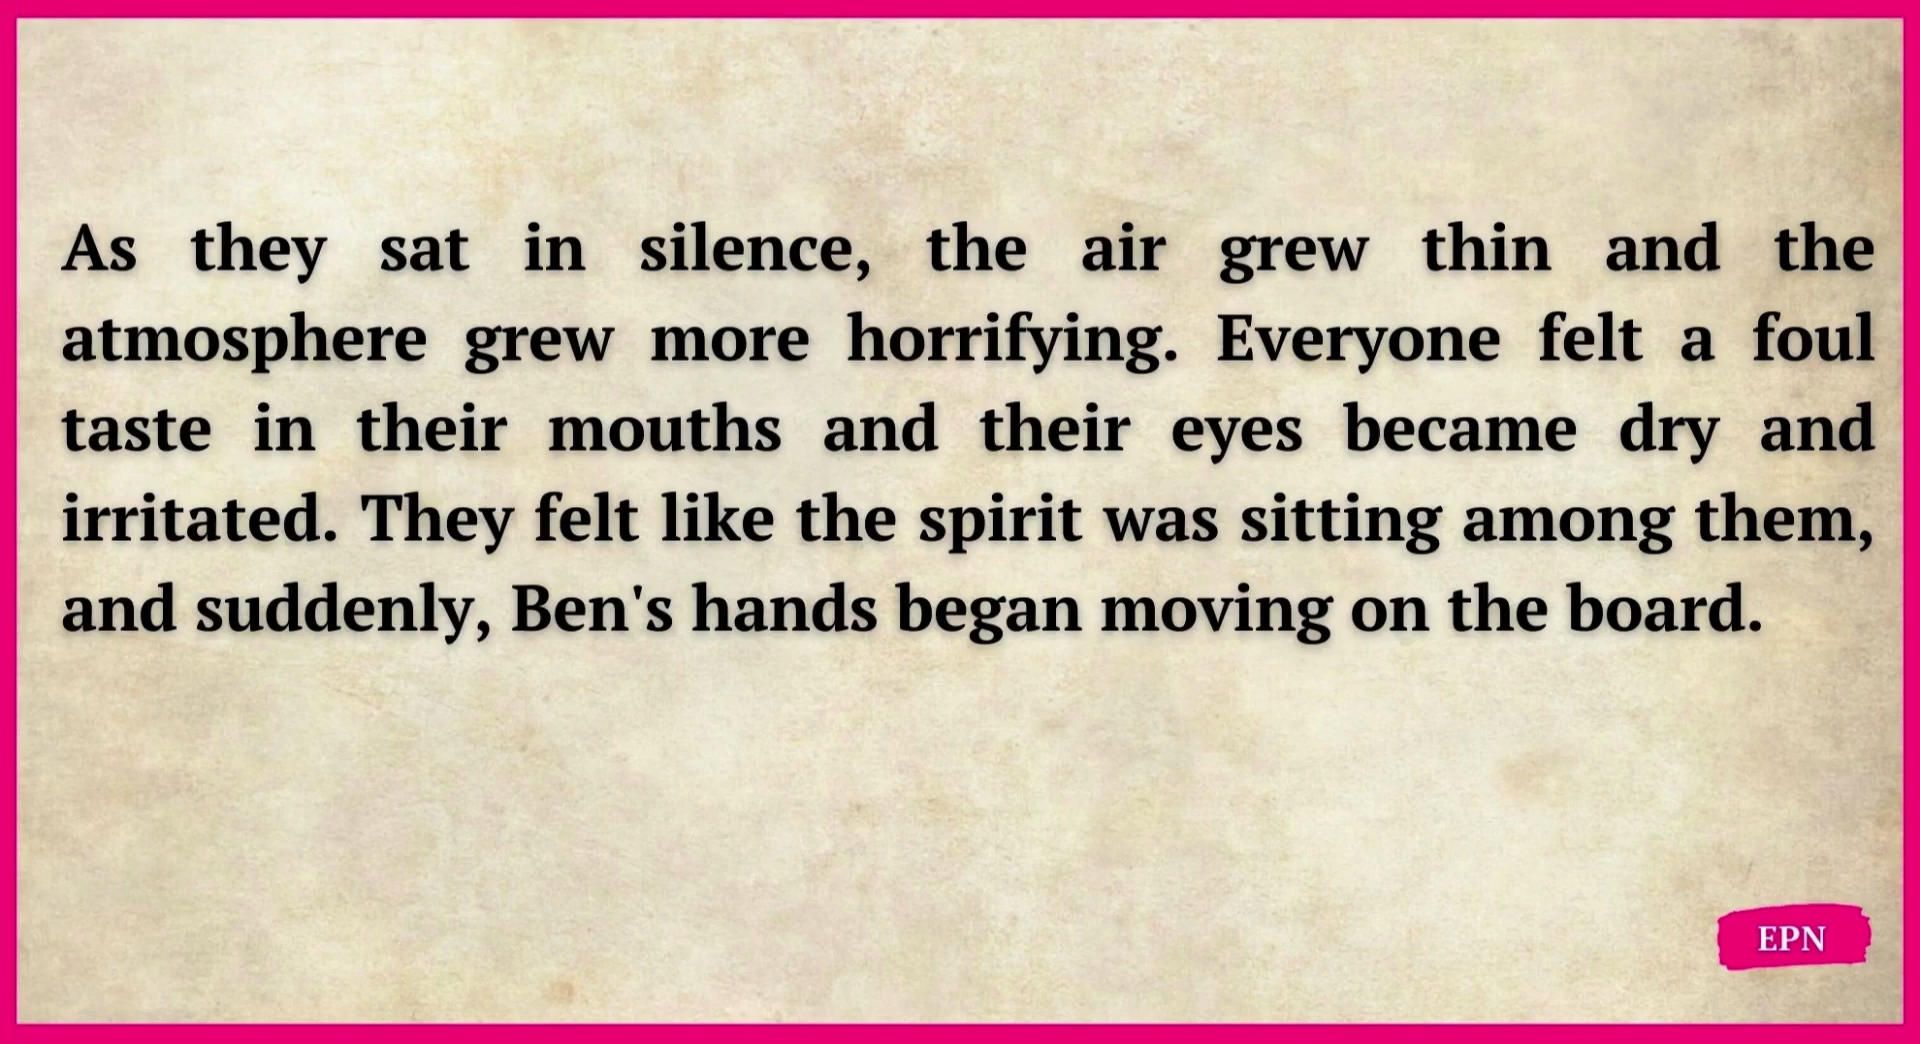 As they sat in silence, the air grew thin and the
atmosphere grew more horrifying. Everyone felt a foul
taste in their mouths and their eyes became dry and
irritated. They felt like the spirit was sitting among them,
and suddenly, Ben's hands began moving on the board.
EPN